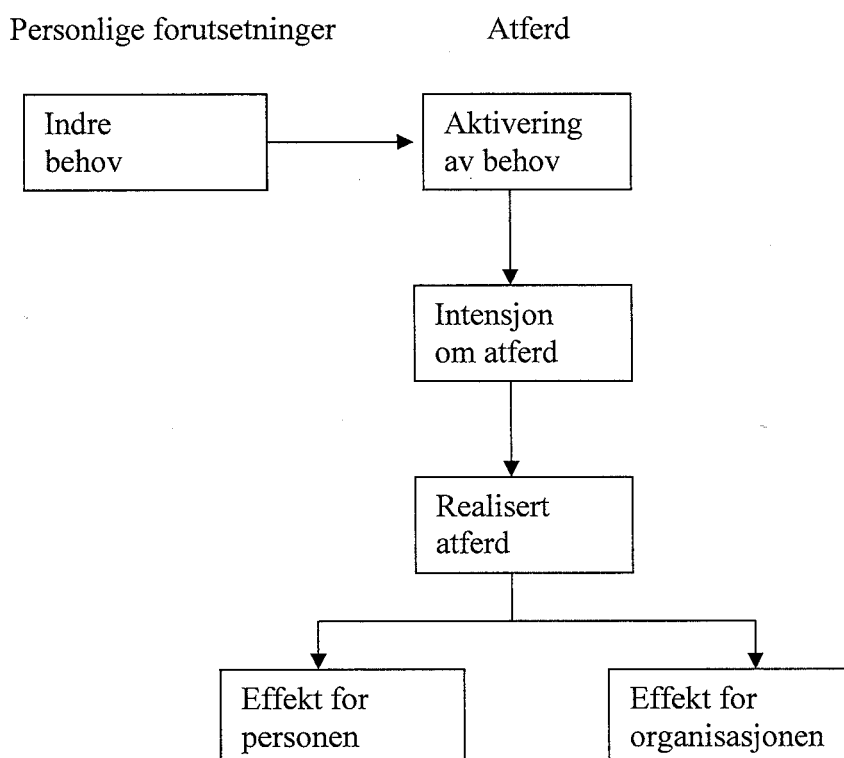 Personlige forutsetninger Atferd
Indre
behov
Aktivering
av behov
Intensjon
om atferd
Realisert
atferd
Effekt for
personen
Effekt for
organisasjonen